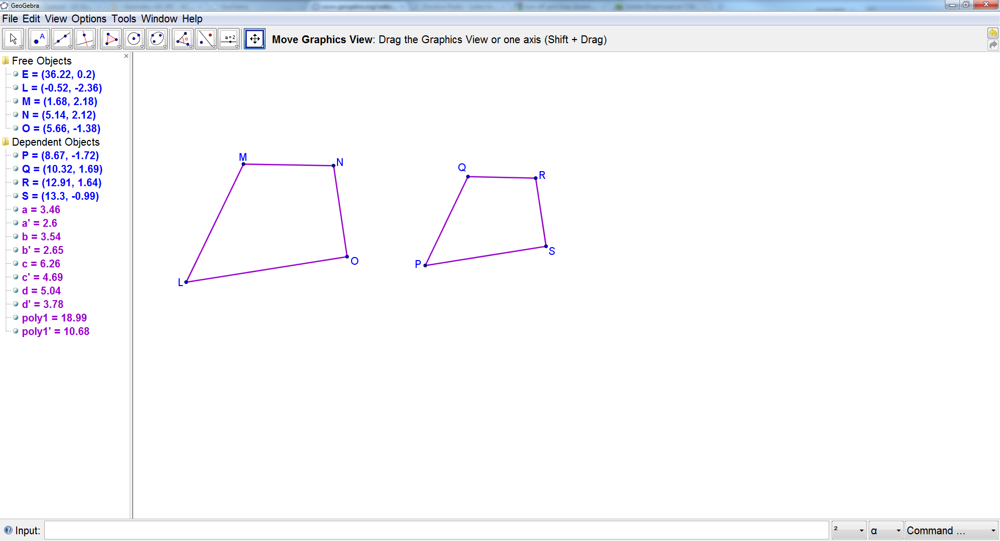 GeoGebra
File Edit View Options Tools Window Help
A
α
a=2
Move Graphics View: Drag the Graphics View or one axis (Shift + Drag)
Free Objects
E = (36.22, 0.2)
L = (-0.52, -2.36)
M = (1.68, 2.18)
N = (5.14, 2.12)
O = (5.66, -1.38)
Dependent Objects
P = (8.67, -1.72)
Q = (10.32, 1.69)
R = (12.91, 1.64)
S = (13.3, -0.99)
a = 3.46
a' = 2.6
b = 3.54
b' = 2.65
c = 6.26
c' = 4.69
d = 5.04
d' = 3.78
poly1 = 18.99
poly1' = 10.68
M
N
Q
R
O
S
P
L
Input:
²
α
Command ...